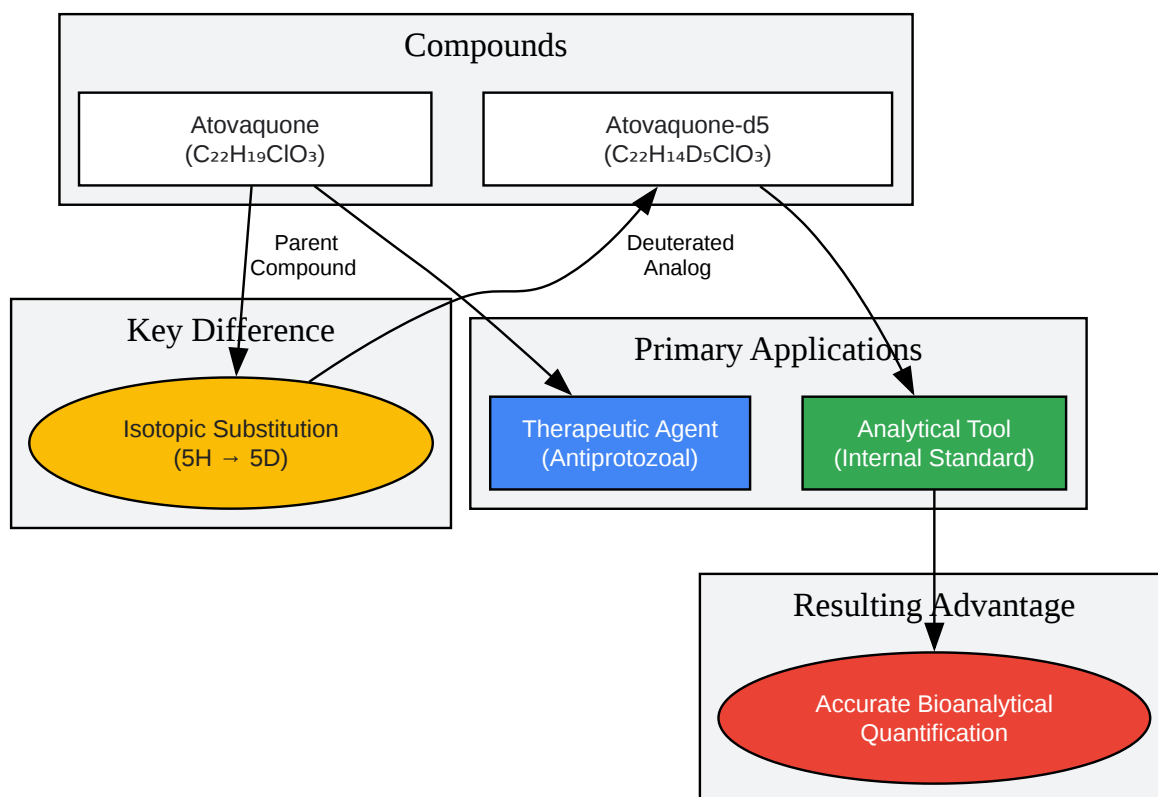 Compounds
Atovaquone
(C₂₂H₁₉ClO₃)
Atovaquone-d5
(C₂₂H₁₄D₅ClO₃)
Parent
Compound
Deuterated
Analog
Key Difference
Isotopic Substitution
(5H → 5D)
Primary Applications
Therapeutic Agent
(Antiprotozoal)
Analytical Tool
(Internal Standard)
Resulting Advantage
Accurate Bioanalytical
Quantification